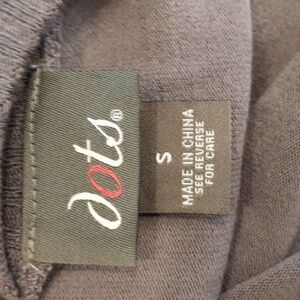 dots®
S
MADE IN CHINA
SEE REVERSE
FOR CARE